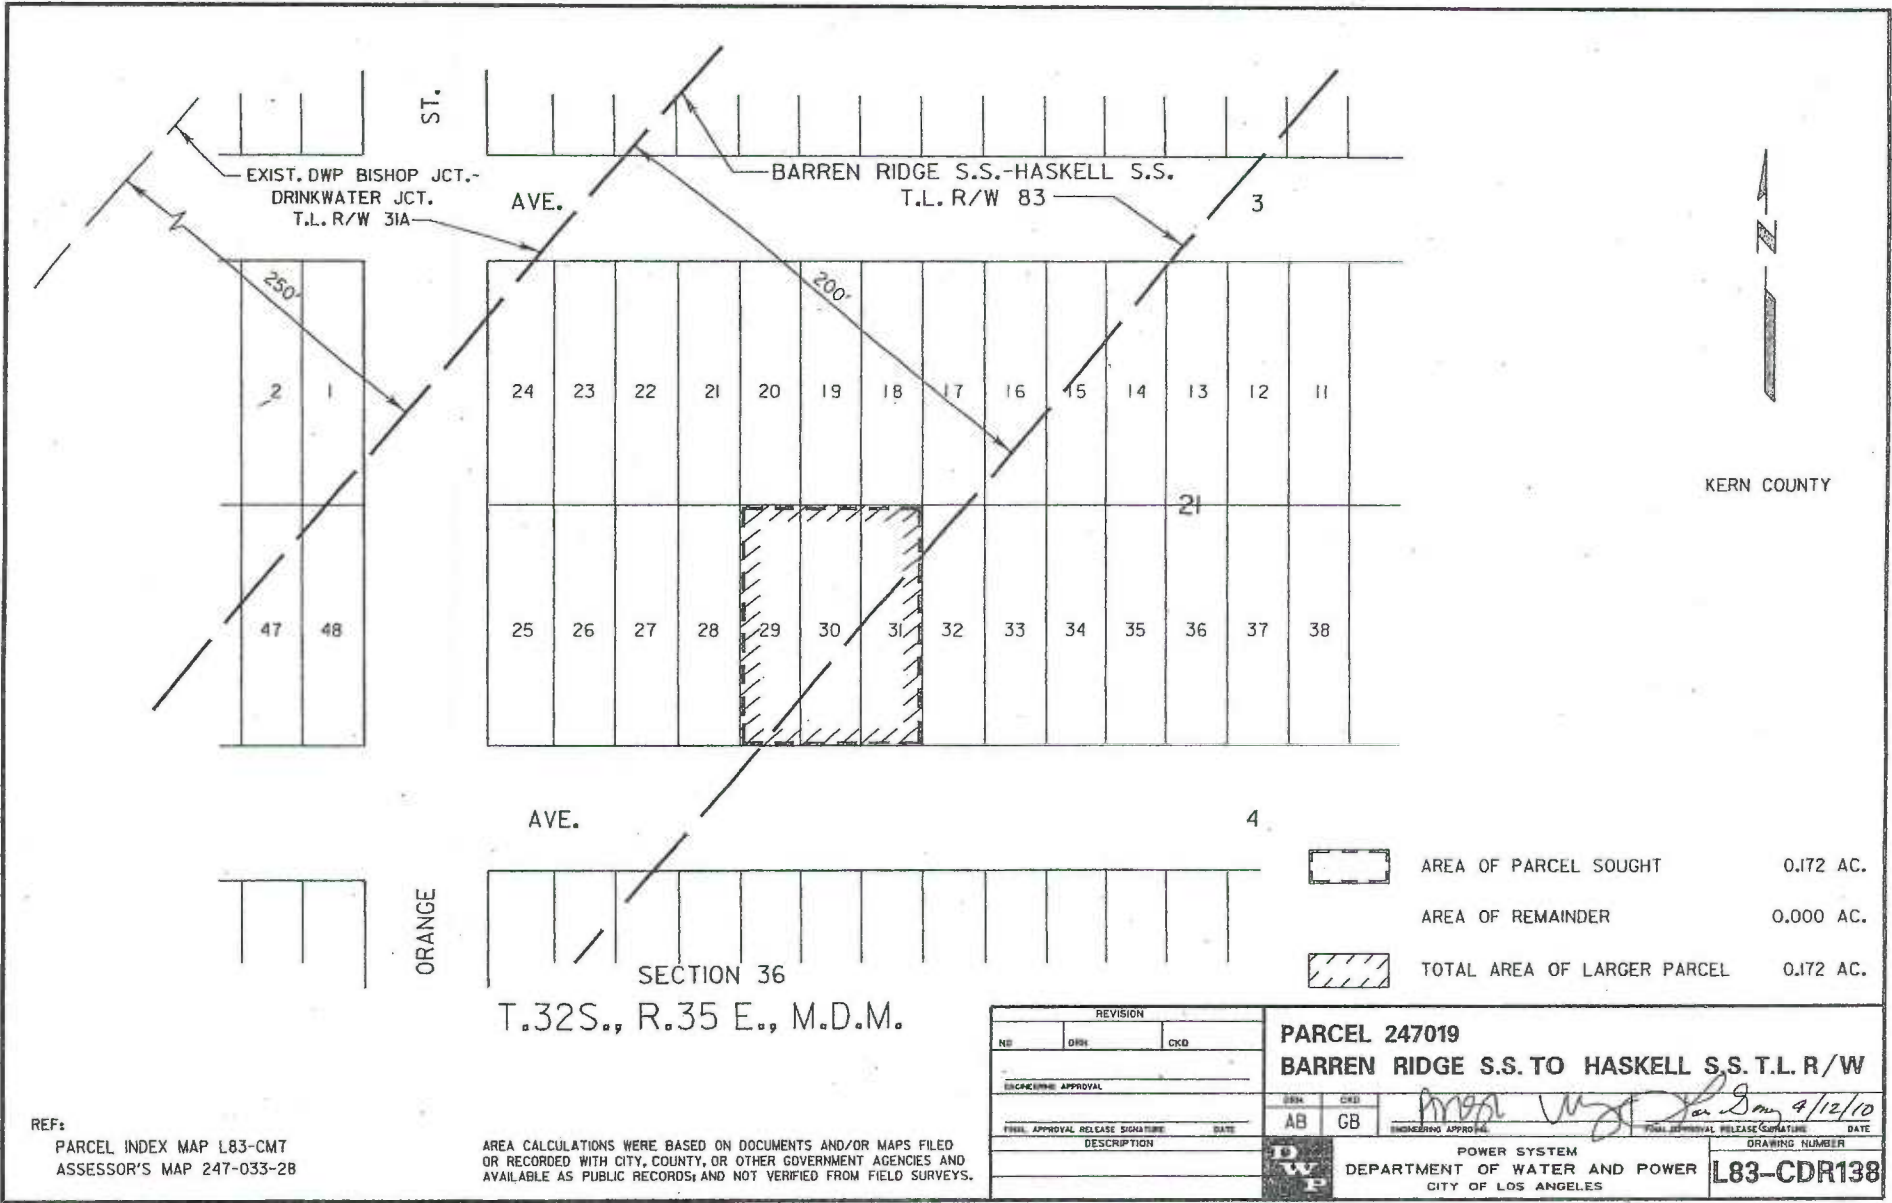 ST.
EXIST. DWP BISHOP JCT.-
DRINKWATER JCT.
T.L. R/W 31A
AVE.
BARREN RIDGE S.S.-HASKELL S.S.
T.L. R/W 83
3
N
250'
200'
2 1 24 23 22 21 20 19 18 17 16 15 14 13 12 11
KERN COUNTY
21
47 48 25 26 27 28 29 30 31 32 33 34 35 36 37 38
AVE.
4
ORANGE
AREA OF PARCEL SOUGHT 0.172 AC.
AREA OF REMAINDER 0.000 AC.
TOTAL AREA OF LARGER PARCEL 0.172 AC.
SECTION 36
T.32S., R.35 E., M.D.M.
REF:
PARCEL INDEX MAP L83-CMT
ASSESSOR'S MAP 247-033-28
AREA CALCULATIONS WERE BASED ON DOCUMENTS AND/OR MAPS FILED
OR RECORDED WITH CITY, COUNTY, OR OTHER GOVERNMENT AGENCIES AND
AVAILABLE AS PUBLIC RECORDS; AND NOT VERIFIED FROM FIELD SURVEYS.
REVISION
NO DRN CKD
ENGINEERING APPROVAL
FINAL APPROVAL RELEASE SIGNATURE DATE
DESCRIPTION
PARCEL 247019
BARREN RIDGE S.S. TO HASKELL S.S. T.L. R/W
DRN CKD
AB GB
4/12/10
ENGINEERING APPROVAL
FINAL APPROVAL RELEASE SIGNATURE DATE
DWP
POWER SYSTEM
DEPARTMENT OF WATER AND POWER
CITY OF LOS ANGELES
DRAWING NUMBER
L83-CDR138